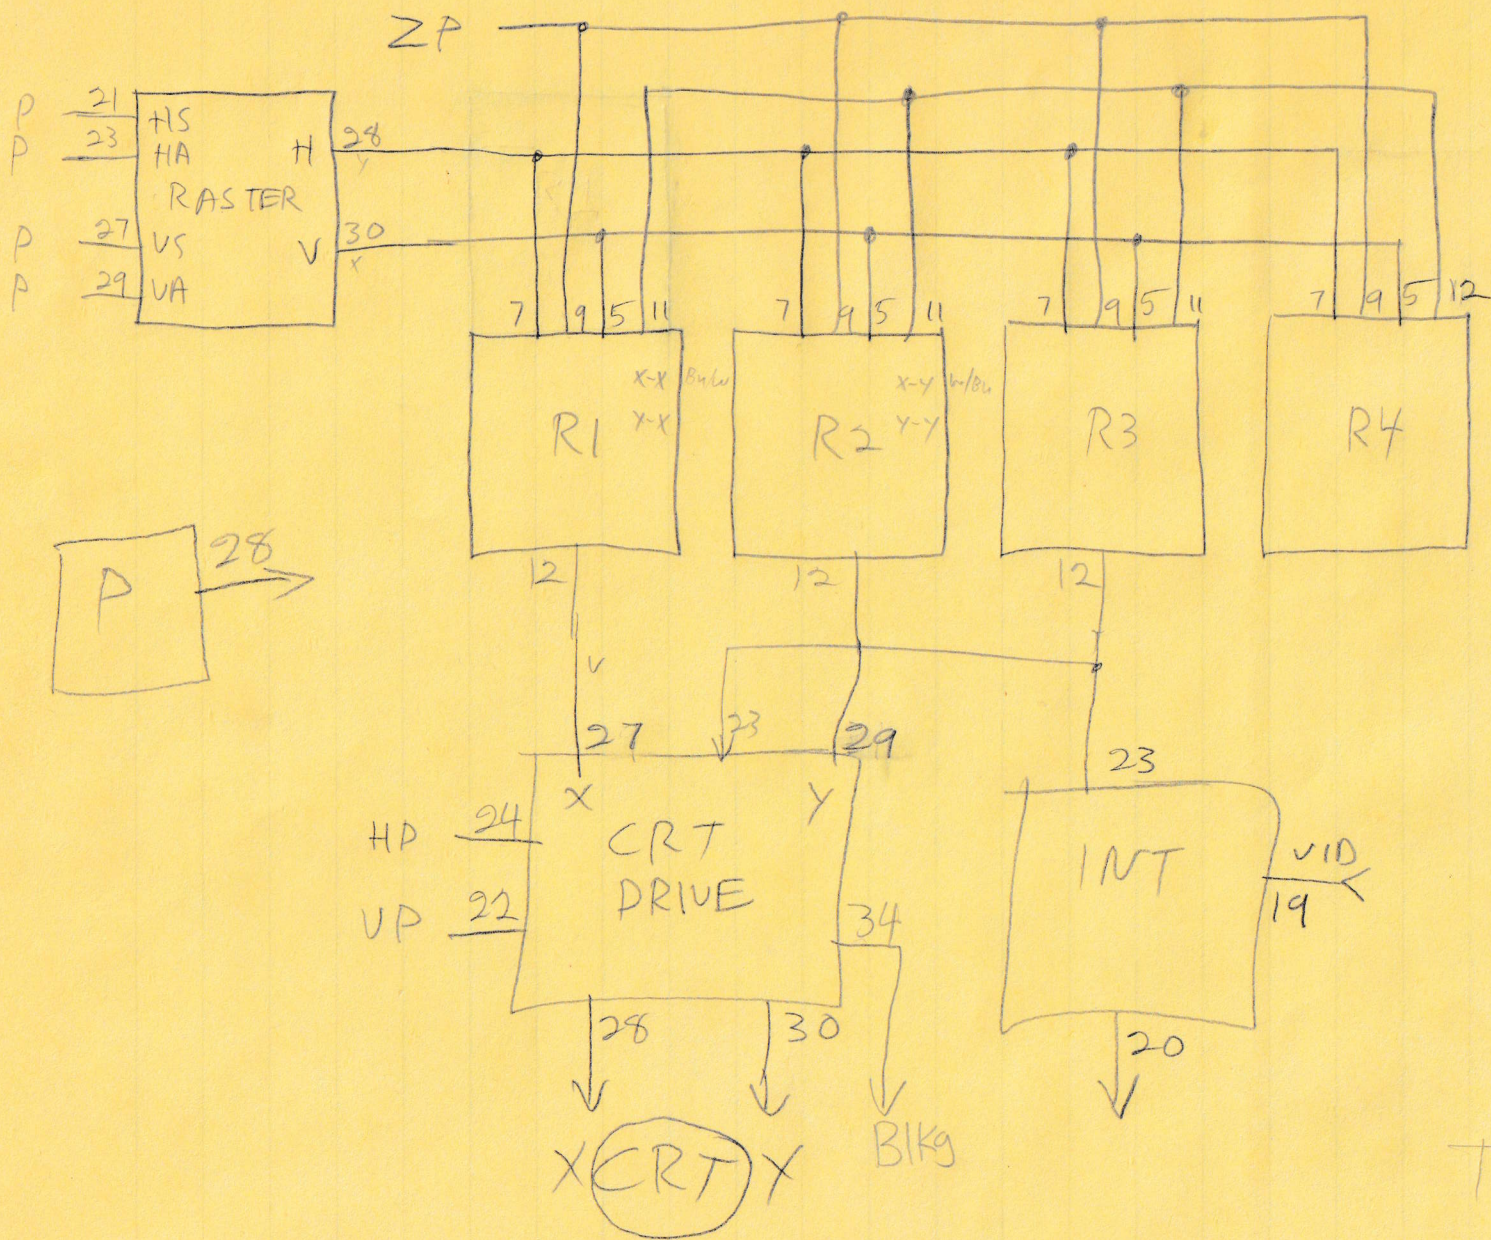 ZP
P 21 HS
P 23 HA H 28
Y
RASTER
P 27 VS V 30
X
P 29 VA
7 9 5 11
7 9 5 11
7 9 5 11
7 9 5 12
R1 X-X
Y-X
R2 X-Y
Y-Y
R3
R4
P 28
12
12
12
V
27 23 29
X Y
HP 24
VP 22
CRT
DRIVE
34
23
INT
VID
19
28 30
20
X CRT Y
Blkg